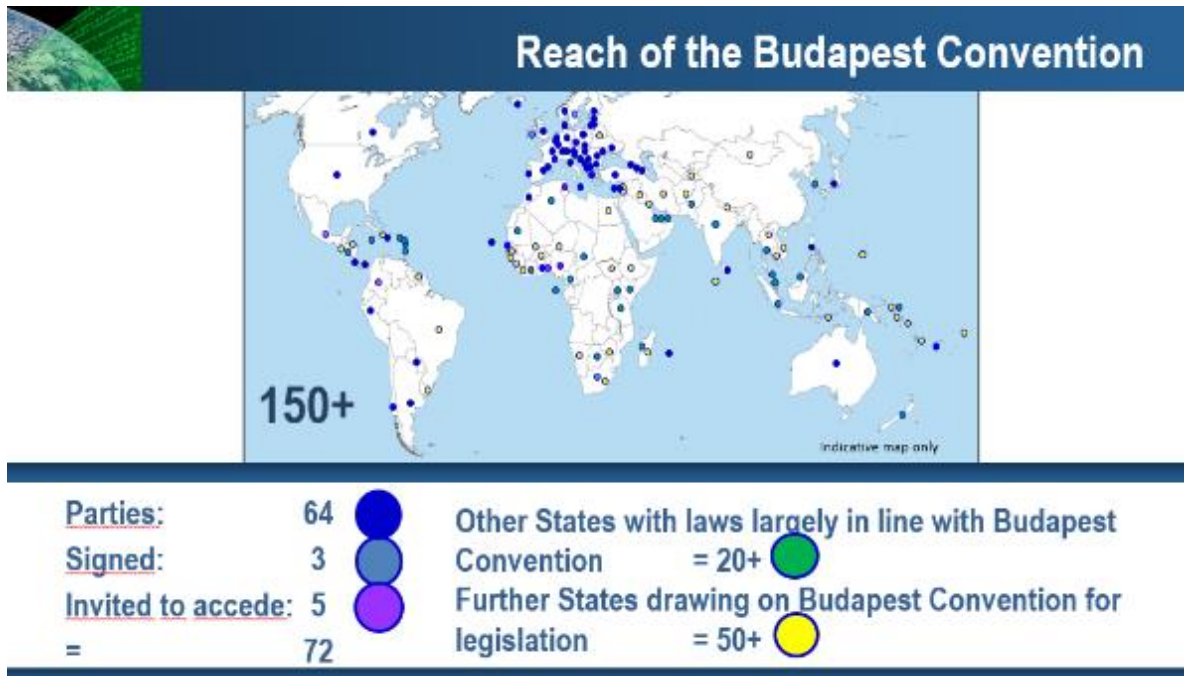 Reach of the Budapest Convention
150+
Indicative map only
Parties: 64
Signed: 3
Invited to accede: 5
= 72
Other States with laws largely in line with Budapest
Convention = 20+
Further States drawing on Budapest Convention for
legislation = 50+